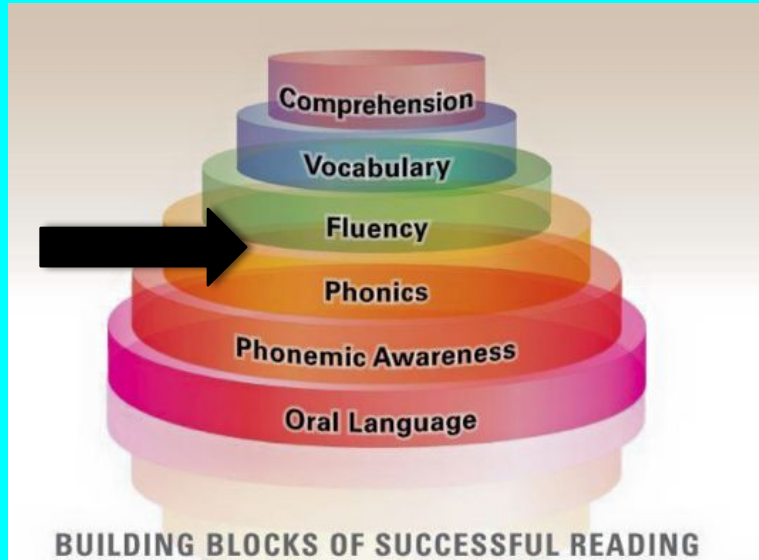 Comprehension
Vocabulary
Fluency
Phonics
Phonemic Awareness
Oral Language
BUILDING BLOCKS OF SUCCESSFUL READING